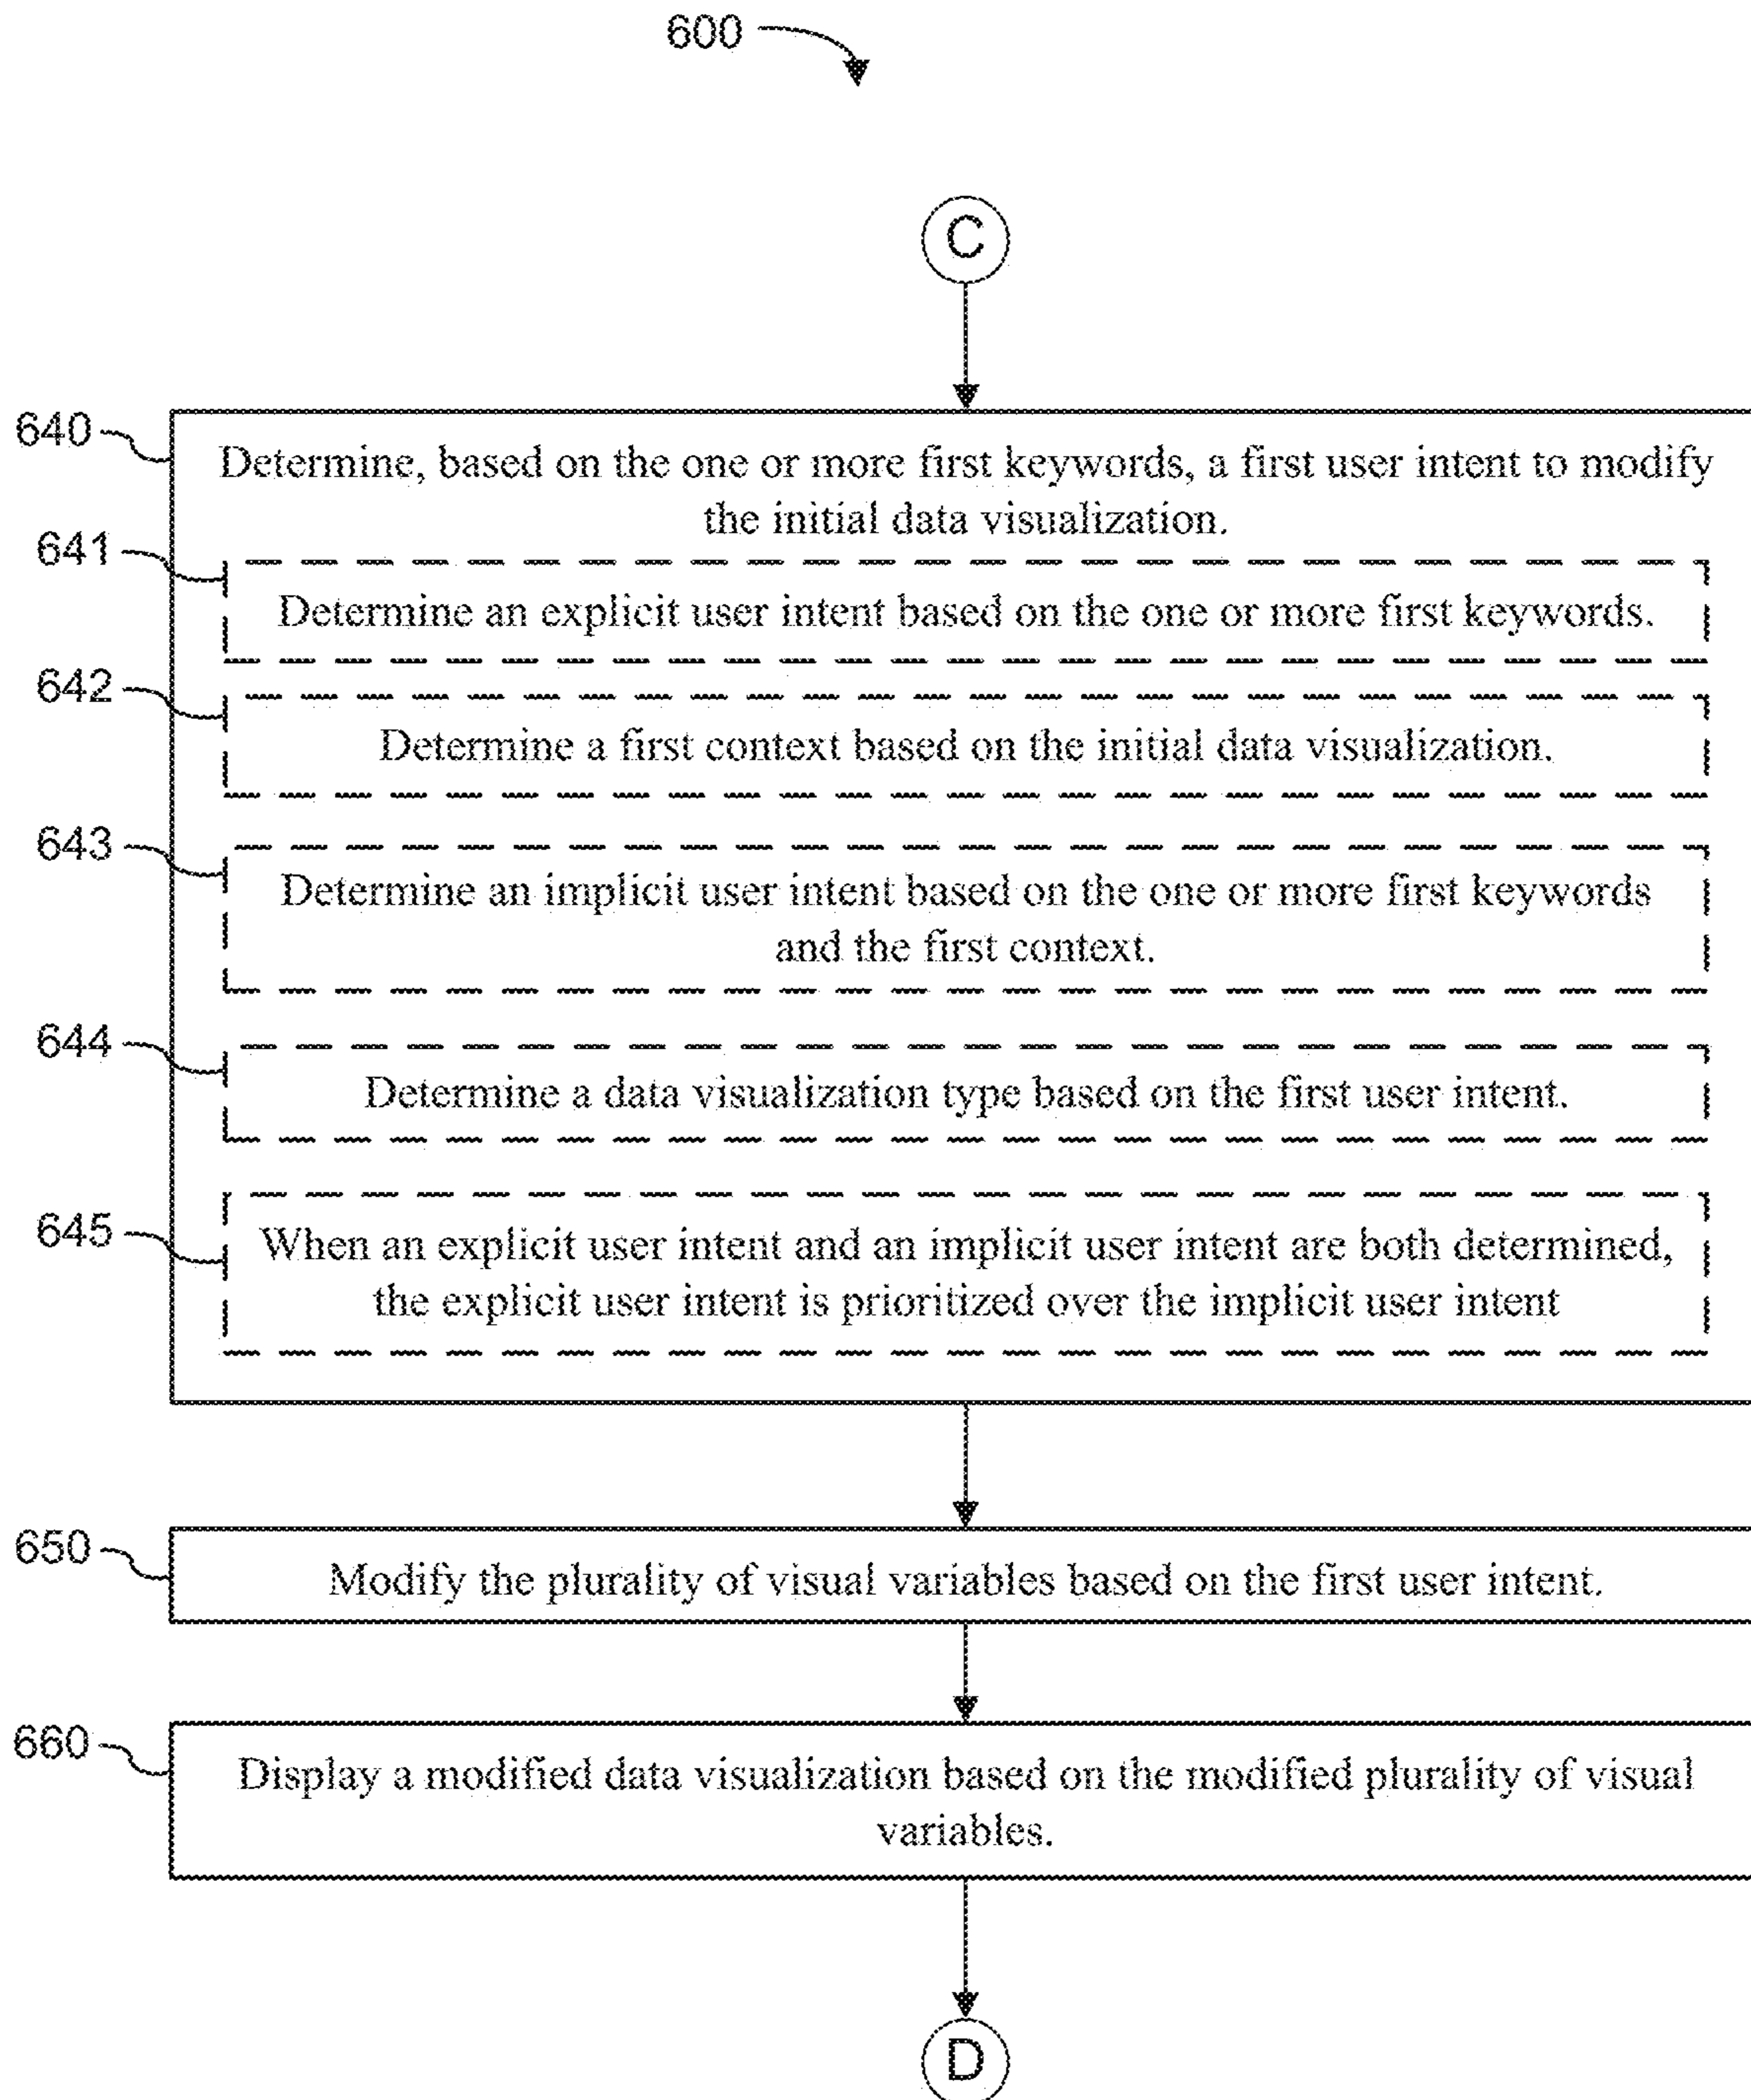 600
C
640
Determine, based on the one or more first keywords, a first user intent to modify
the initial data visualization.
641
Determine an explicit user intent based on the one or more first keywords.
642
Determine a first context based on the initial data visualization.
643
Determine an implicit user intent based on the one or more first keywords
and the first context.
644
Determine a data visualization type based on the first user intent.
645
When an explicit user intent and an implicit user intent are both determined,
the explicit user intent is prioritized over the implicit user intent
650
Modify the plurality of visual variables based on the first user intent.
660
Display a modified data visualization based on the modified plurality of visual
variables.
D